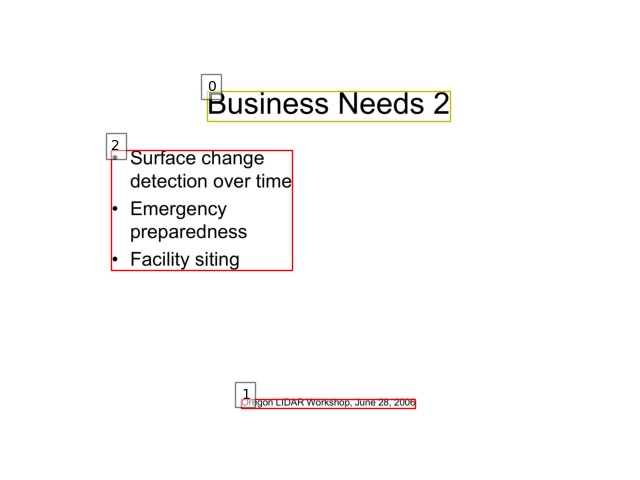 0
Business Needs 2
2
• Surface change
detection over time
• Emergency
preparedness
• Facility siting
1
Oregon LIDAR Workshop, June 28, 2006